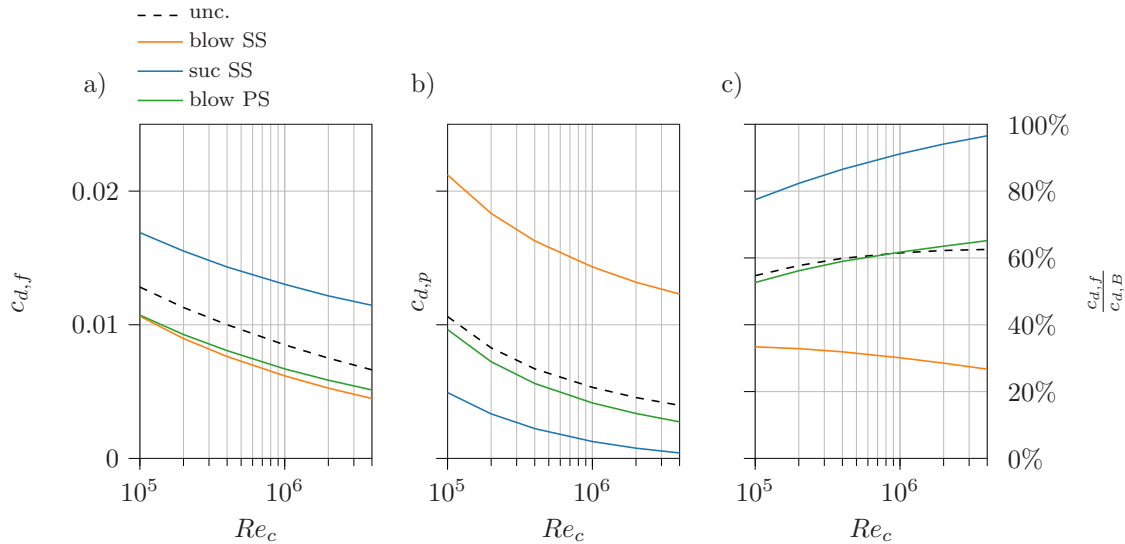 unc.
blow SS
suc SS
blow PS
a)
b)
c)
c_{d,f}
0.02
0.01
0
10^5
10^6
Re_c
c_{d,p}
10^5
10^6
Re_c
100%
80%
60%
40%
20%
0%
\frac{c_{d,f}}{c_{d,B}}
10^5
10^6
Re_c